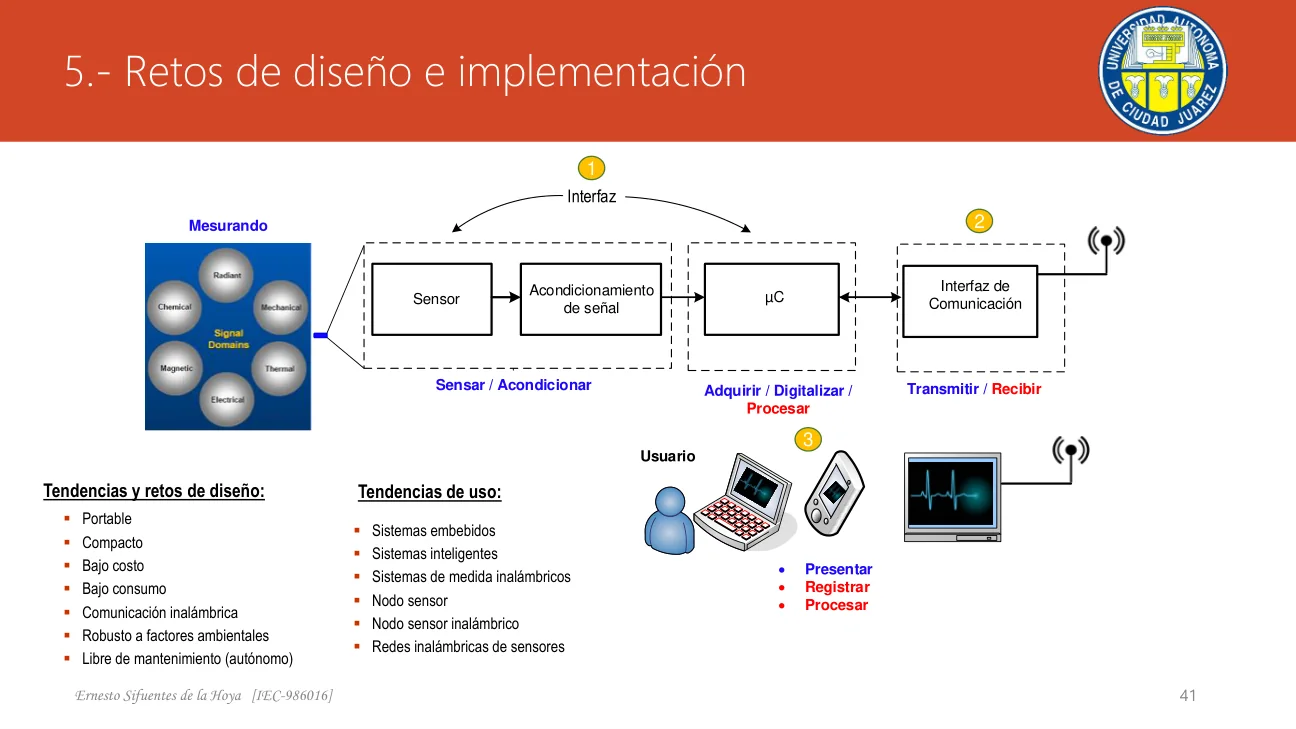 5.- Retos de diseño e implementación
UNIVERSIDAD AUTONOMA
DE CIUDAD JUAREZ
1
Interfaz
2
Mesurando
Radiant
Chemical
Mechanical
Signal
Domains
Magnetic
Thermal
Electrical
Sensor
Acondicionamiento
de señal
µC
Interfaz de
Comunicación
Sensar / Acondicionar
Adquirir / Digitalizar /
Procesar
Transmitir / Recibir
3
Usuario
• Presentar
• Registrar
• Procesar
Tendencias y retos de diseño:
▪ Portable
▪ Compacto
▪ Bajo costo
▪ Bajo consumo
▪ Comunicación inalámbrica
▪ Robusto a factores ambientales
▪ Libre de mantenimiento (autónomo)
Tendencias de uso:
▪ Sistemas embebidos
▪ Sistemas inteligentes
▪ Sistemas de medida inalámbricos
▪ Nodo sensor
▪ Nodo sensor inalámbrico
▪ Redes inalámbricas de sensores
Ernesto Sifuentes de la Hoya [IEC-986016]
41